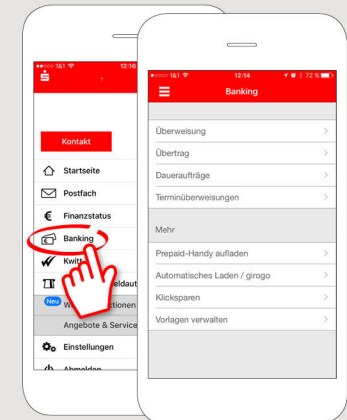 1&1 12:16
Kontakt
Startseite
Postfach
Finanzstatus
Banking
Kwitt
Neu
Angebote & Service
Einstellungen
Abmelden
1&1 12:14 72 %
Banking
Überweisung
Übertrag
Daueraufträge
Terminüberweisungen
Mehr
Prepaid-Handy aufladen
Automatisches Laden / girogo
Klicksparen
Vorlagen verwalten